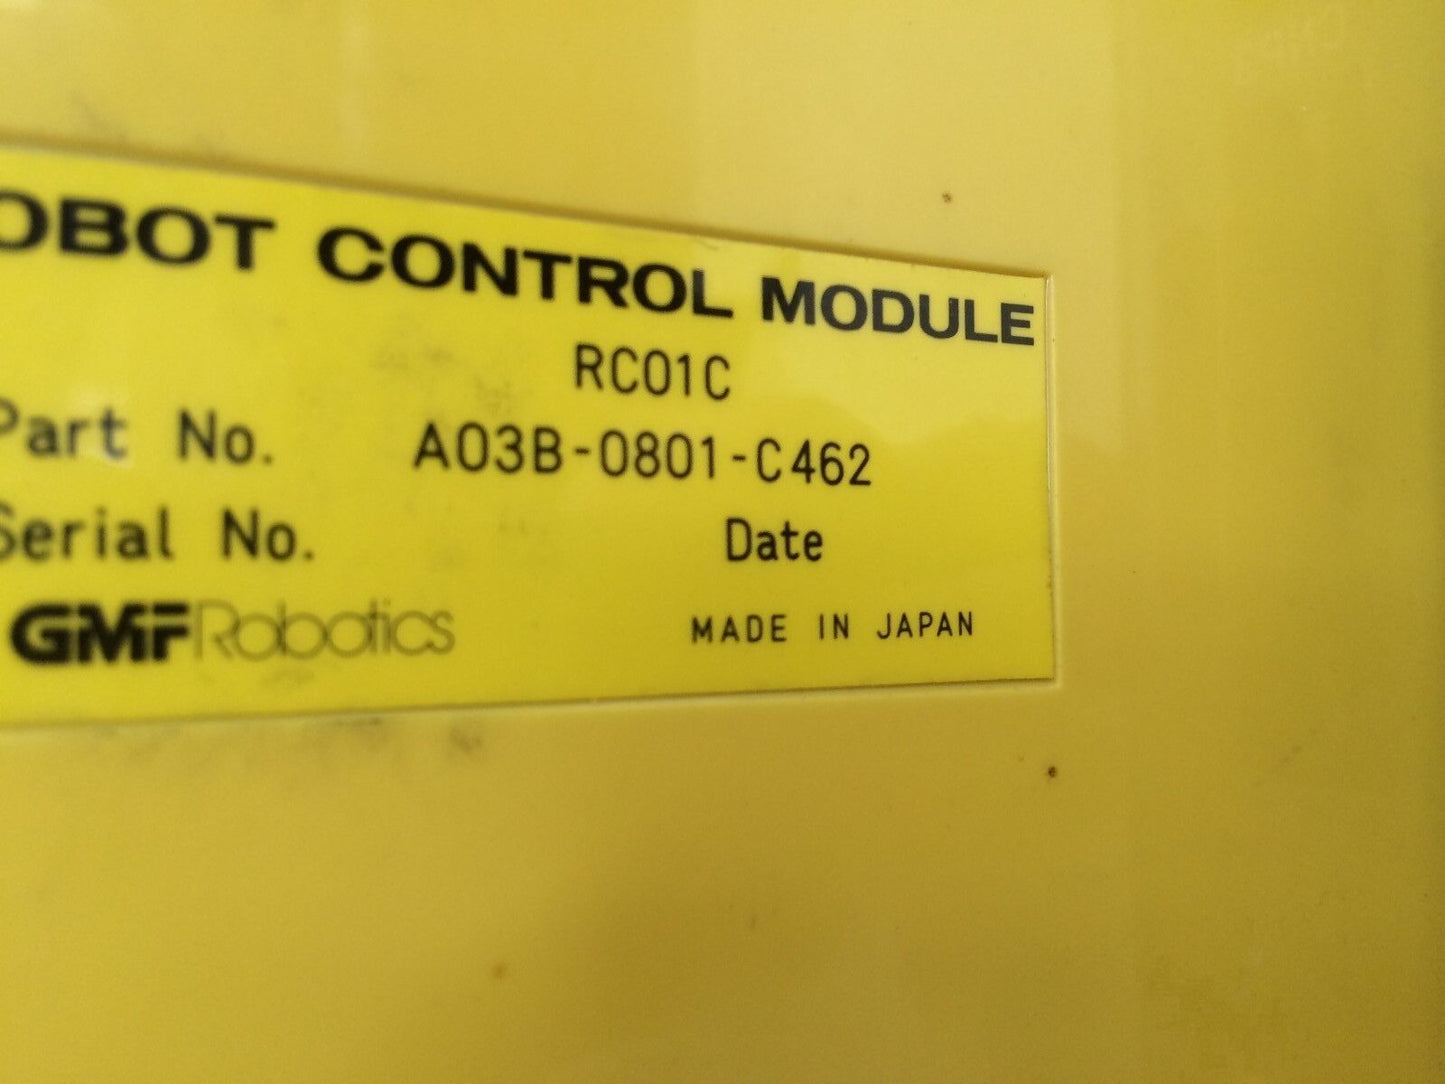 OBOT CONTROL MODULE
RC01C
Part No. A03B-0801-C462
Serial No. Date
GMFRobotics MADE IN JAPAN